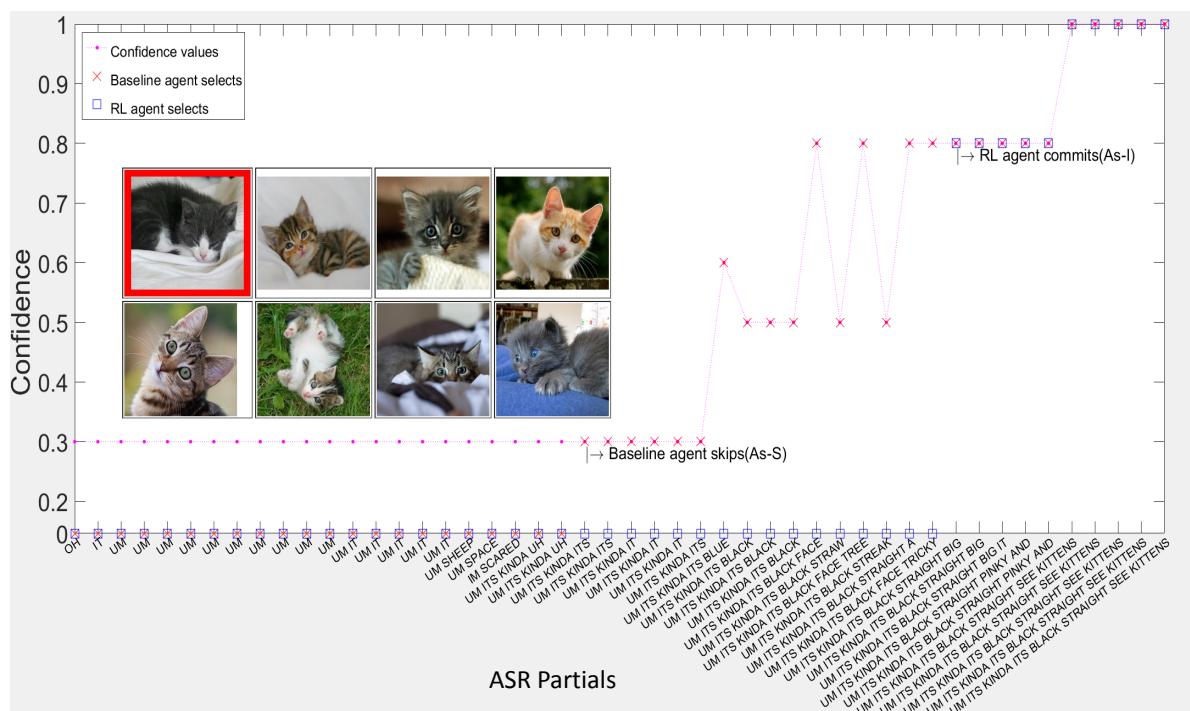 1
0.9
0.8
0.7
0.6
0.5
0.4
0.3
0.2
0
Confidence
Confidence values
Baseline agent selects
RL agent selects
|→ RL agent commits(As-I)
|→ Baseline agent skips(As-S)
OH
IT
UM
UM
UM
UM
UM
UM
UM
UM
UM
UM
UM IT
UM IT
UM IT
UM IT
UM IT
UM SHEEP
UM SPACE
IM SCARED
UM ITS KINDA UH
UM ITS KINDA UH
UM ITS KINDA ITS
UM ITS KINDA ITS
UM ITS KINDA IT
UM ITS KINDA IT
UM ITS KINDA IT
UM ITS KINDA ITS
UM ITS KINDA ITS BLUE
UM ITS KINDA ITS BLACK
UM ITS KINDA ITS BLACK
UM ITS KINDA ITS BLACK
UM ITS KINDA ITS BLACK FACE
UM ITS KINDA ITS BLACK STRAW
UM ITS KINDA ITS BLACK FACE TREE
UM ITS KINDA ITS BLACK STREAK
UM ITS KINDA ITS BLACK STRAIGHT A
UM ITS KINDA ITS BLACK FACE TRICKY
UM ITS KINDA ITS BLACK STRAIGHT BIG
UM ITS KINDA ITS BLACK STRAIGHT BIG
UM ITS KINDA ITS BLACK STRAIGHT BIG IT
UM ITS KINDA ITS BLACK STRAIGHT PINKY AND
UM ITS KINDA ITS BLACK STRAIGHT PINKY AND
UM ITS KINDA ITS BLACK STRAIGHT SEE KITTENS
UM ITS KINDA ITS BLACK STRAIGHT SEE KITTENS
UM ITS KINDA ITS BLACK STRAIGHT SEE KITTENS
UM ITS KINDA ITS BLACK STRAIGHT SEE KITTENS
UM ITS KINDA ITS BLACK STRAIGHT SEE KITTENS
ASR Partials